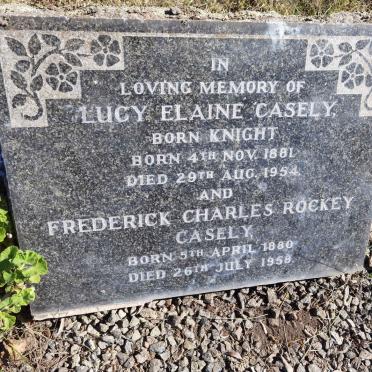 IN
LOVING MEMORY OF
LUCY ELAINE CASELY,
BORN KNIGHT
BORN 4TH NOV. 1881.
DIED 29TH AUG. 1954.
AND
FREDERICK CHARLES ROCKEY
CASELY,
BORN 5TH APRIL 1880
DIED 26TH JULY 1958.